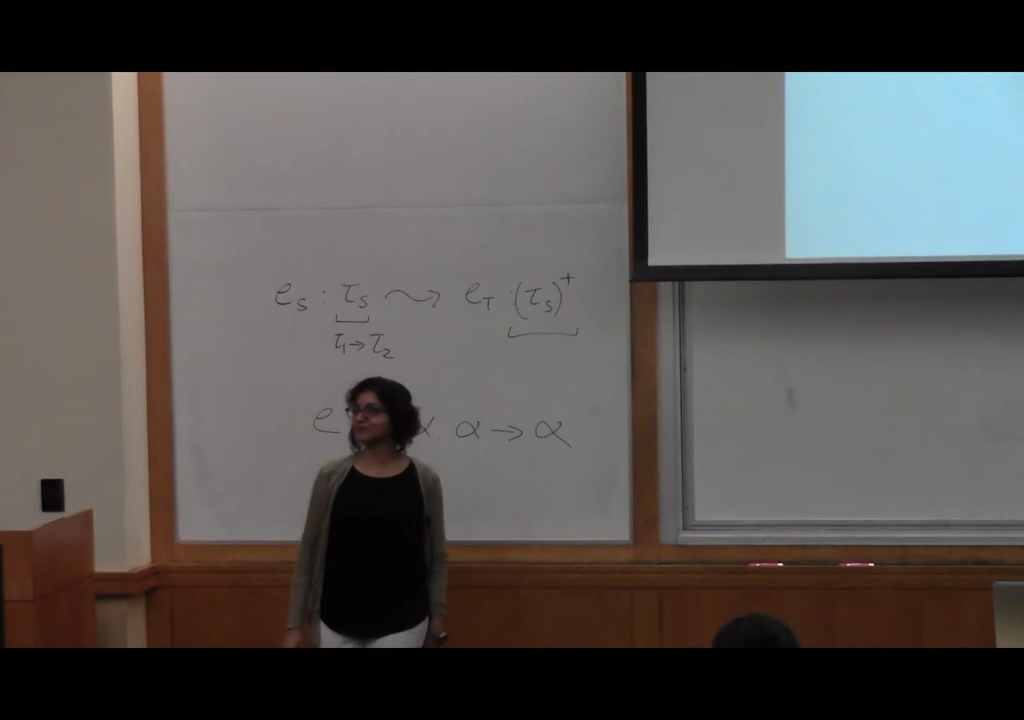 e_S : τ_S ⇝ e_T : (τ_S)^+
τ_1 → τ_2
e α. α → α